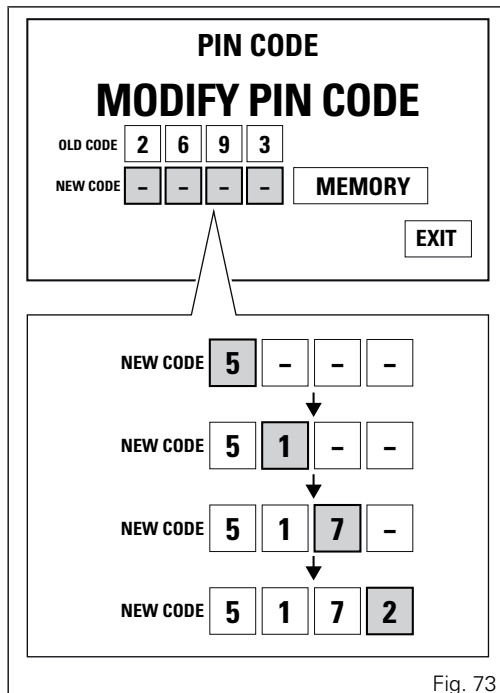 PIN CODE
MODIFY PIN CODE
OLD CODE 2 6 9 3
NEW CODE - - - - MEMORY
EXIT
NEW CODE 5 - - -
NEW CODE 5 1 - -
NEW CODE 5 1 7 -
NEW CODE 5 1 7 2
Fig. 73